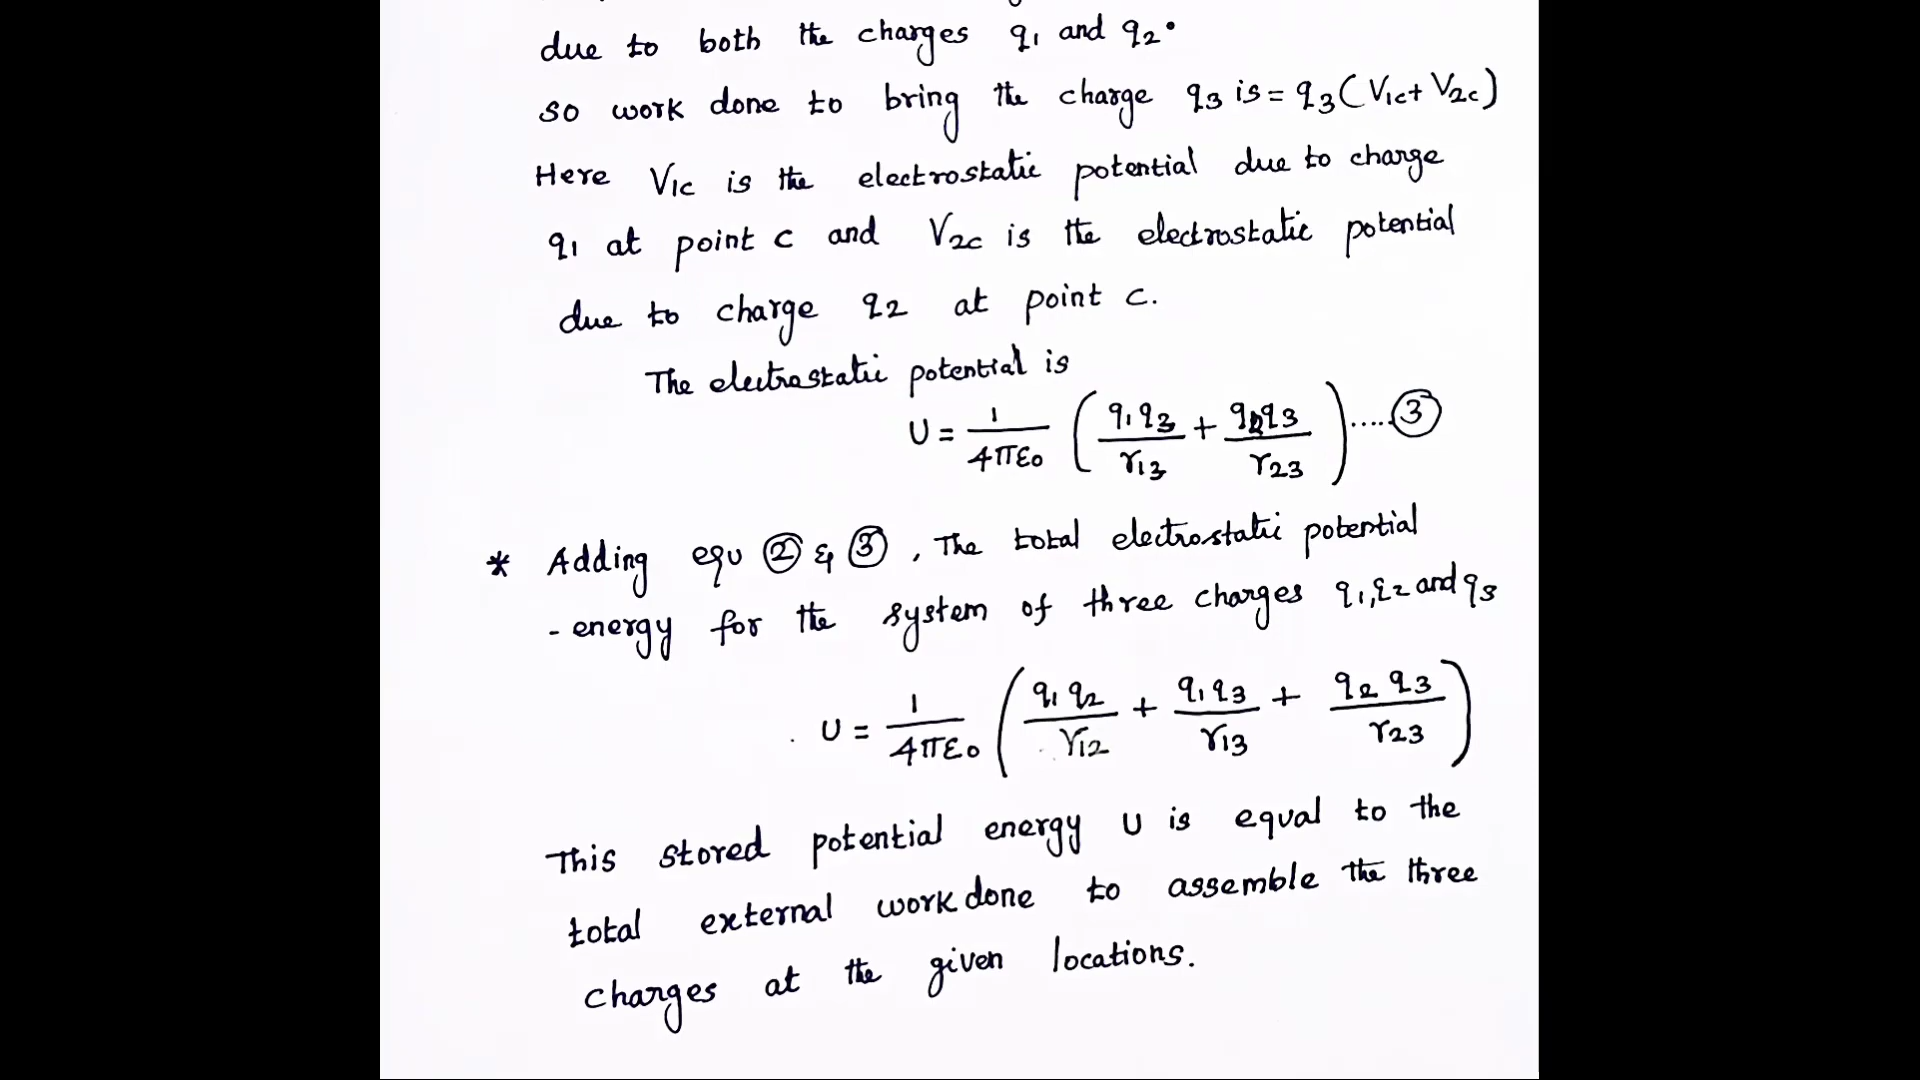 due to both the charges q1 and q2.
so work done to bring the charge q3 is = q3 (V1c + V2c)
Here V1c is the electrostatic potential due to charge
q1 at point c and V2c is the electrostatic potential
due to charge q2 at point c.
The electrostatic potential is
U = 1/4πε0 (q1q3/r13 + q2q3/r23) ..... ③
* Adding equ ② & ③, The total electrostatic potential
- energy for the system of three charges q1, q2 and q3
U = 1/4πε0 (q1q2/r12 + q1q3/r13 + q2q3/r23)
This stored potential energy U is equal to the
total external workdone to assemble the three
charges at the given locations.